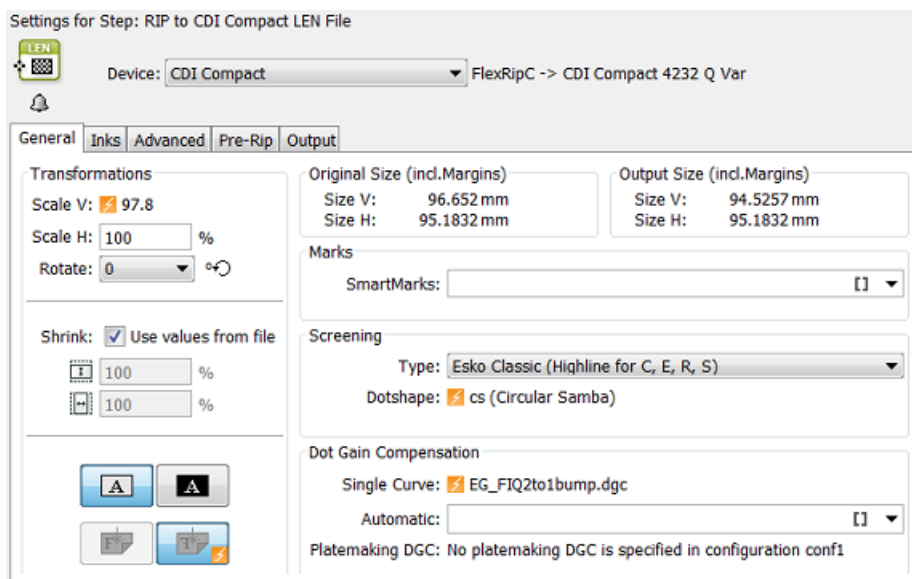 Settings for Step: RIP to CDI Compact LEN File
LEN
Device: CDI Compact FlexRipC -> CDI Compact 4232 Q Var
General Inks Advanced Pre-Rip Output
Transformations
Scale V: 97.8
Scale H: 100 %
Rotate: 0
Shrink: Use values from file
100 %
100 %
A A
F F
Original Size (incl.Margins)
Size V: 96.652 mm
Size H: 95.1832 mm
Output Size (incl.Margins)
Size V: 94.5257 mm
Size H: 95.1832 mm
Marks
SmartMarks: []
Screening
Type: Esko Classic (Highline for C, E, R, S)
Dotshape: cs (Circular Samba)
Dot Gain Compensation
Single Curve: EG_FIQ2to1bump.dgc
Automatic: []
Platemaking DGC: No platemaking DGC is specified in configuration conf1